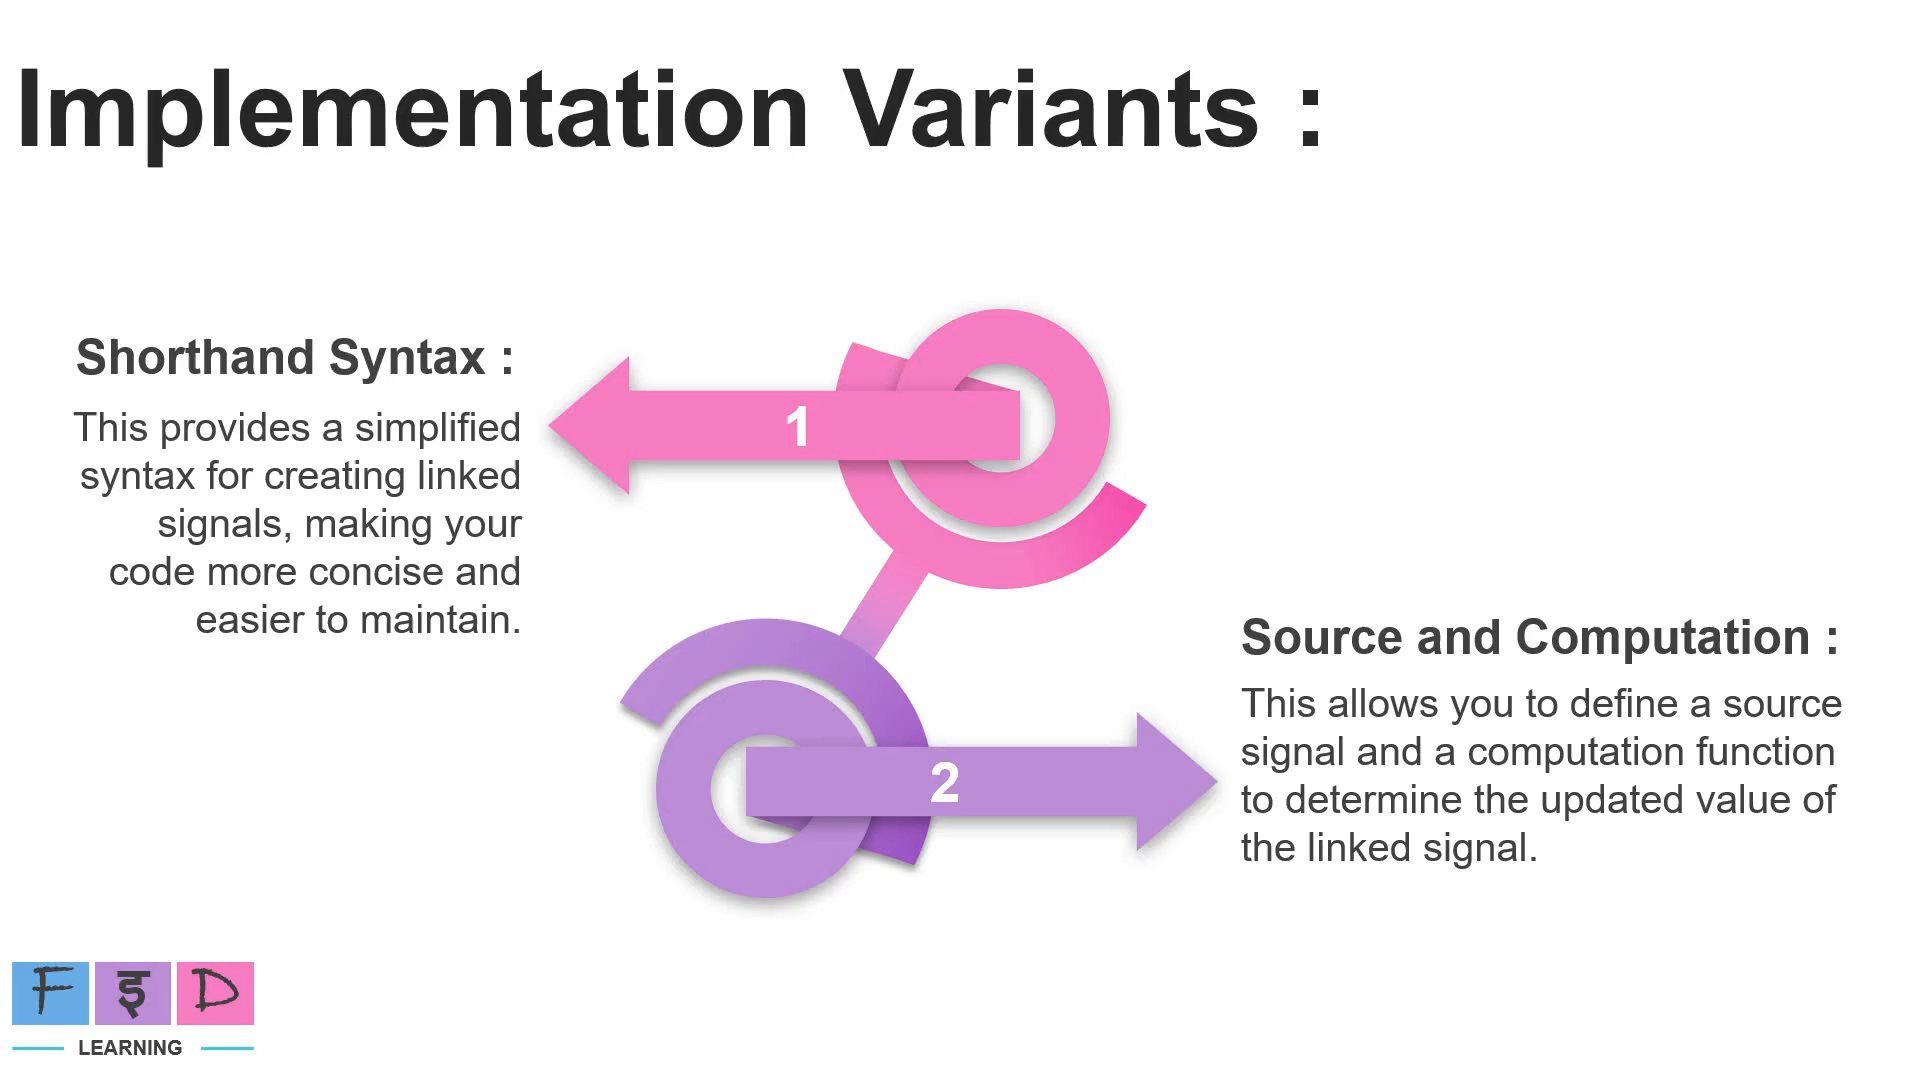 Implementation Variants :
Shorthand Syntax :
This provides a simplified
syntax for creating linked
signals, making your
code more concise and
easier to maintain.
1
2
Source and Computation :
This allows you to define a source
signal and a computation function
to determine the updated value of
the linked signal.
F इ D
LEARNING